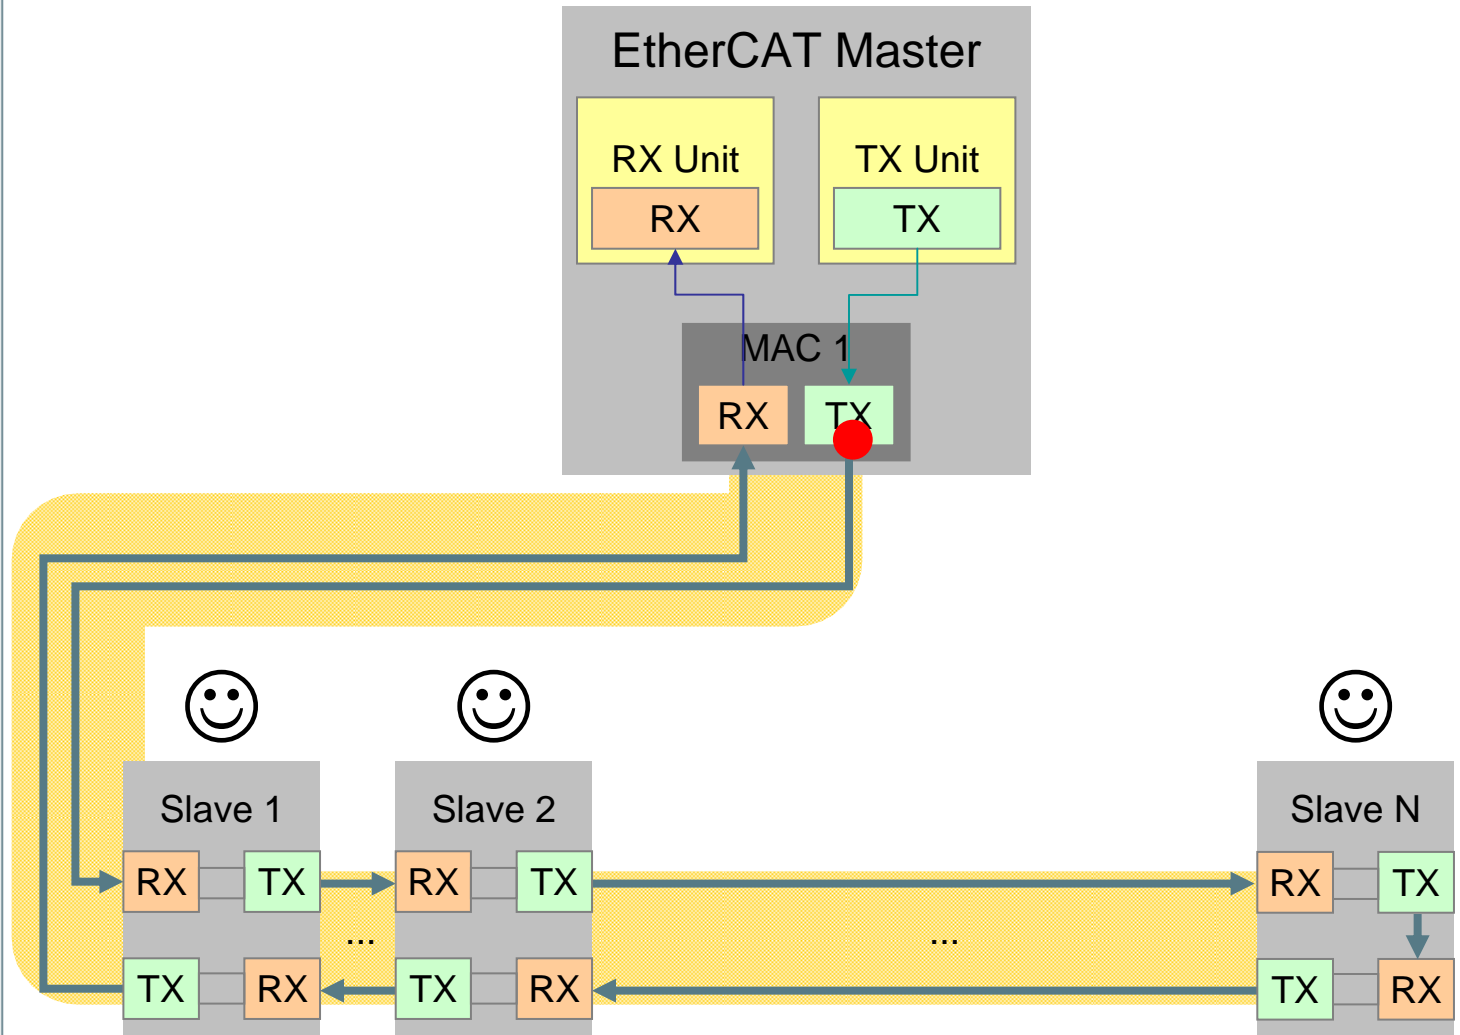 EtherCAT Master
RX Unit
TX Unit
RX
TX
MAC 1
RX
TX
Slave 1
Slave 2
Slave N
RX
TX
RX
TX
RX
TX
...
...
TX
RX
TX
RX
TX
RX